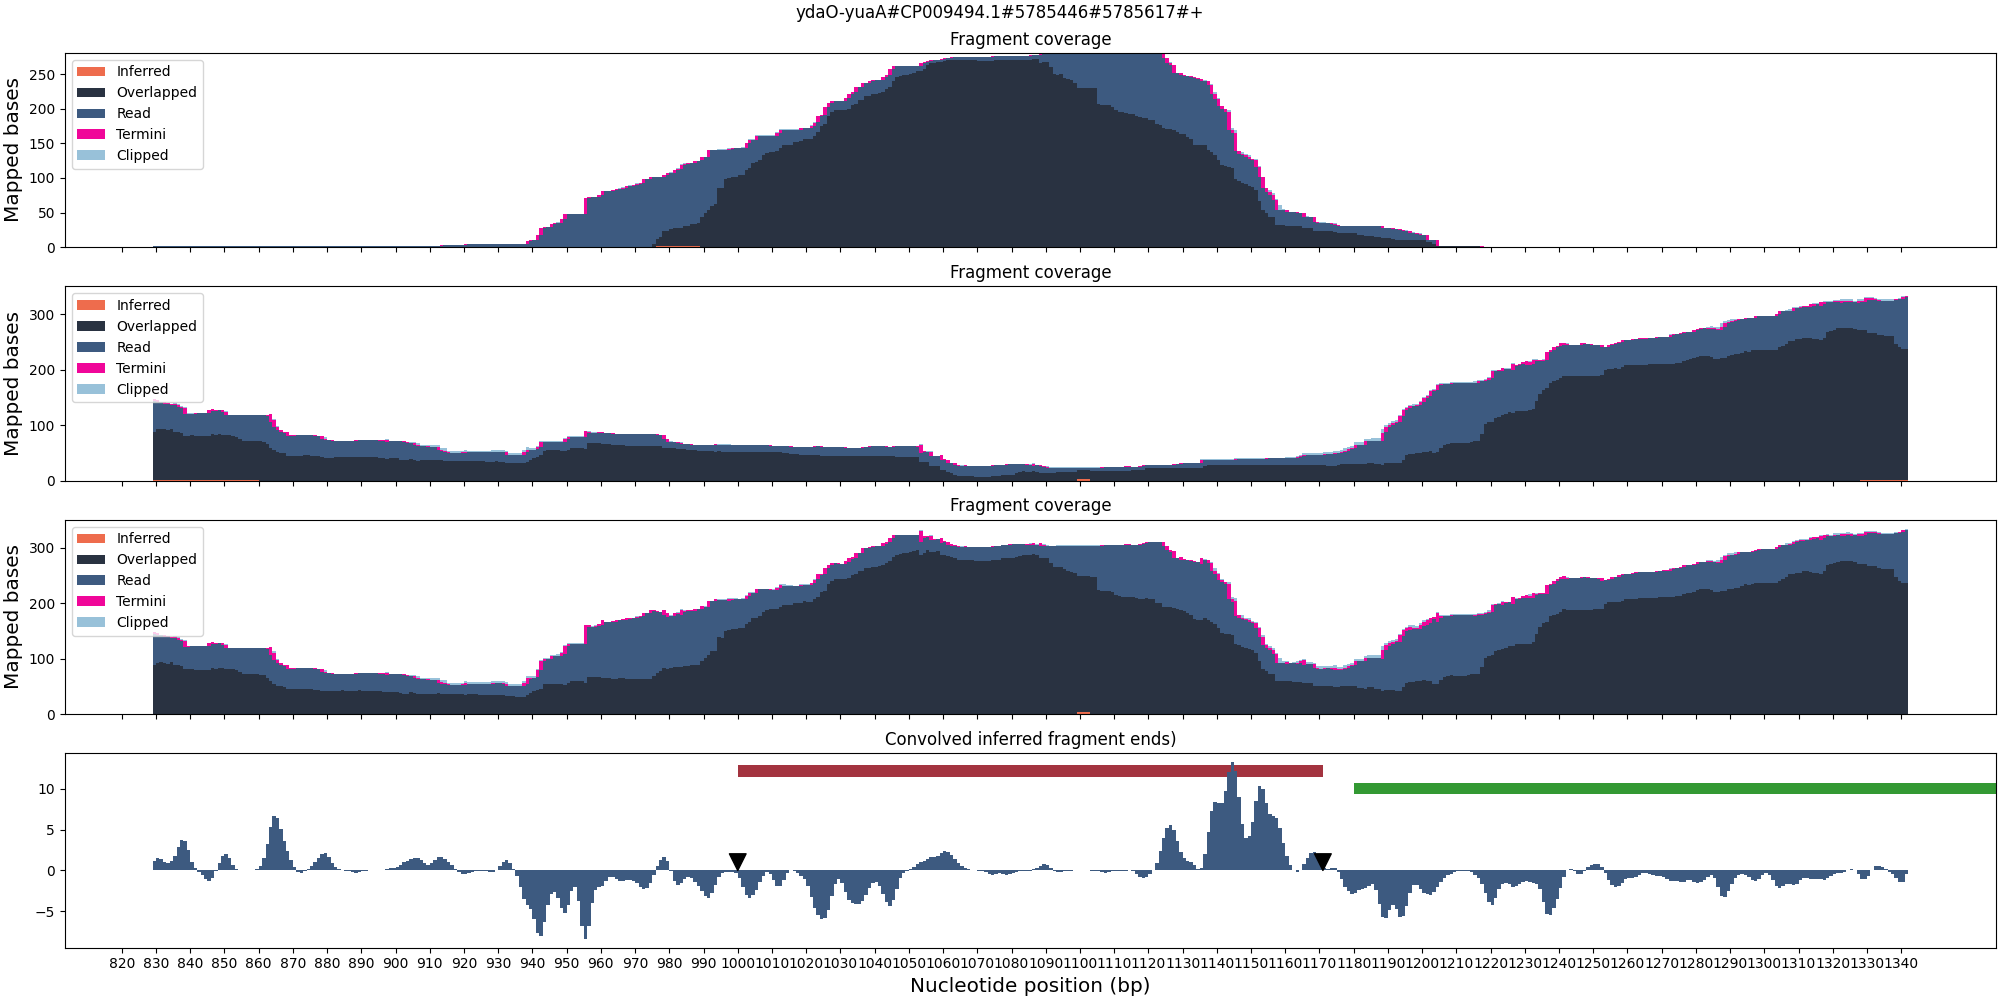 ydaO-yuaA#CP009494.1#5785446#5785617#+
Fragment coverage
Mapped bases
250
200
150
100
50
0
Inferred
Overlapped
Read
Termini
Clipped
Fragment coverage
Mapped bases
300
200
100
0
Inferred
Overlapped
Read
Termini
Clipped
Fragment coverage
Mapped bases
300
200
100
0
Inferred
Overlapped
Read
Termini
Clipped
Convolved inferred fragment ends)
10
5
0
−5
820 830 840 850 860 870 880 890 900 910 920 930 940 950 960 970 980 990 1000 1010 1020 1030 1040 1050 1060 1070 1080 1090 1100 1110 1120 1130 1140 1150 1160 1170 1180 1190 1200 1210 1220 1230 1240 1250 1260 1270 1280 1290 1300 1310 1320 1330 1340
Nucleotide position (bp)